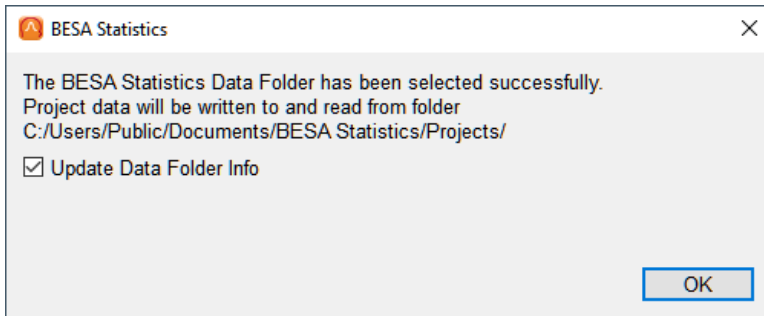 BESA Statistics
The BESA Statistics Data Folder has been selected successfully.
Project data will be written to and read from folder
C:/Users/Public/Documents/BESA Statistics/Projects/
Update Data Folder Info
OK